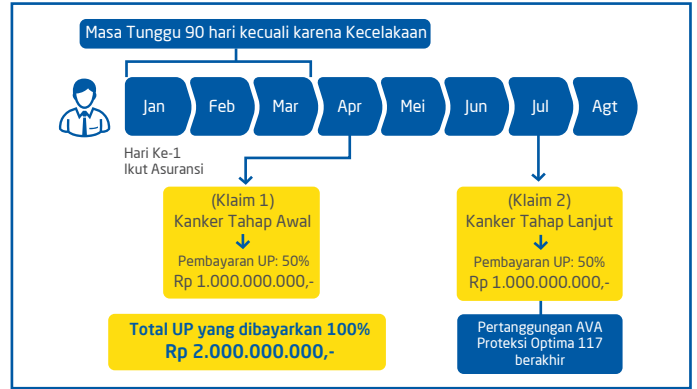 Masa Tunggu 90 hari kecuali karena Kecelakaan
Jan Feb Mar Apr Mei Jun Jul Agt
Hari Ke-1
Ikut Asuransi
(Klaim 1)
Kanker Tahap Awal
Pembayaran UP: 50%
Rp 1.000.000.000,-
(Klaim 2)
Kanker Tahap Lanjut
Pembayaran UP: 50%
Rp 1.000.000.000,-
Total UP yang dibayarkan 100%
Rp 2.000.000.000,-
Pertanggungan AVA
Proteksi Optima 117
berakhir